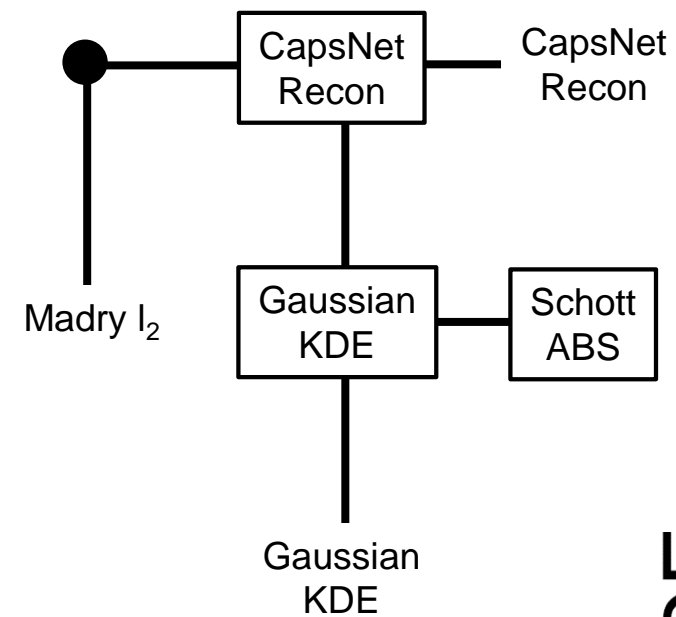 CapsNet
Recon
CapsNet
Recon
Madry l₂
Gaussian
KDE
Schott
ABS
Gaussian
KDE